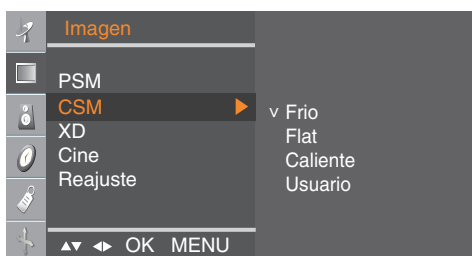 Imagen
PSM
CSM
XD
Cine
Reajuste
v Frio
Flat
Caliente
Usuario
OK MENU